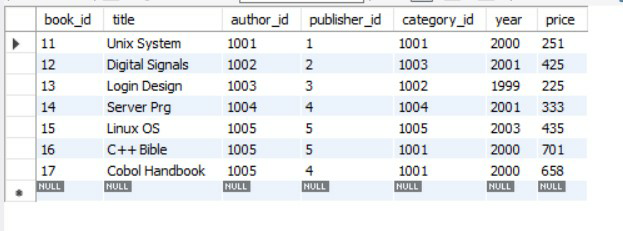 book_id title author_id publisher_id category_id year price
11 Unix System 1001 1 1001 2000 251
12 Digital Signals 1002 2 1003 2001 425
13 Login Design 1003 3 1002 1999 225
14 Server Prg 1004 4 1004 2001 333
15 Linux OS 1005 5 1005 2003 435
16 C++ Bible 1005 5 1001 2000 701
17 Cobol Handbook 1005 4 1001 2000 658
NULL NULL NULL NULL NULL NULL NULL